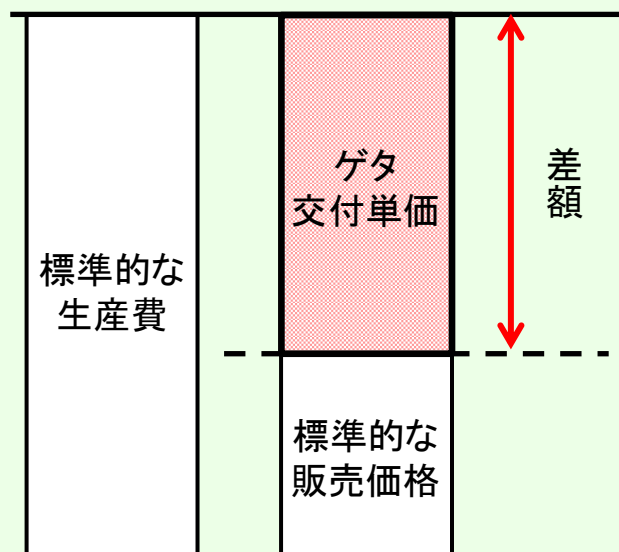 標準的な
生産費
ゲタ
交付単価
標準的な
販売価格
差額